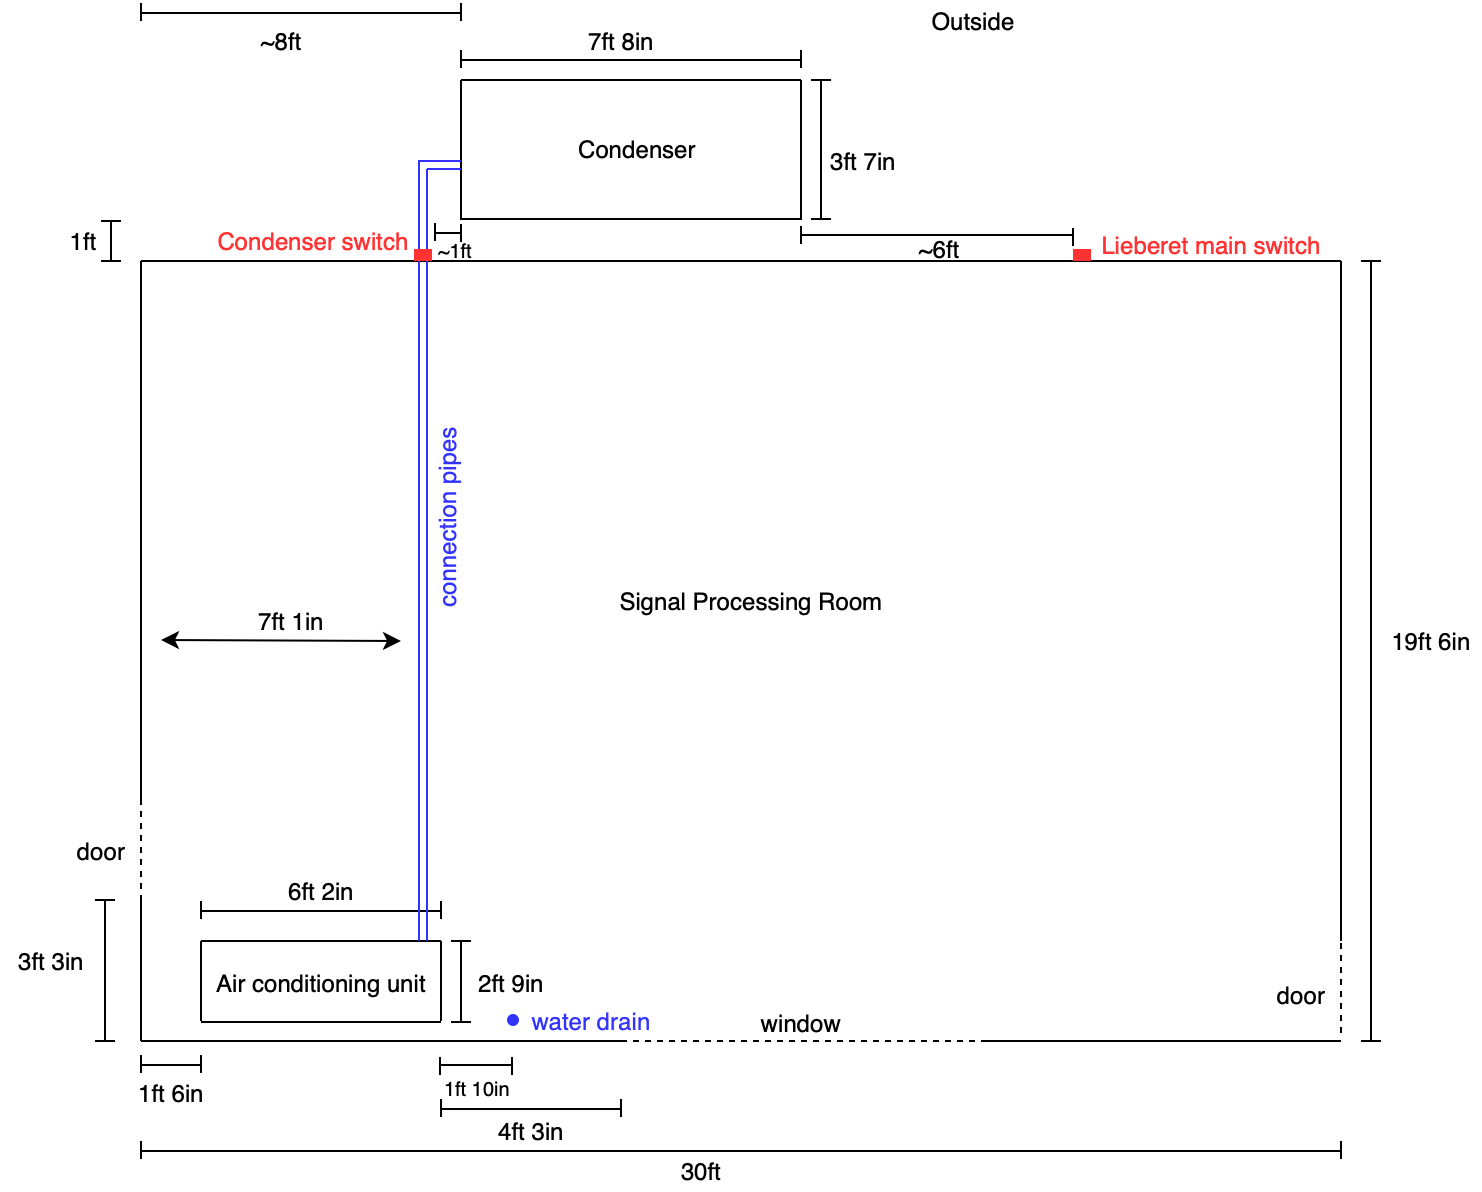 Outside
~8ft
7ft 8in
Condenser
3ft 7in
1ft
Condenser switch
~1ft
~6ft
Lieberet main switch
connection pipes
Signal Processing Room
7ft 1in
19ft 6in
door
6ft 2in
3ft 3in
Air conditioning unit
2ft 9in
door
water drain
window
1ft 6in
1ft 10in
4ft 3in
30ft